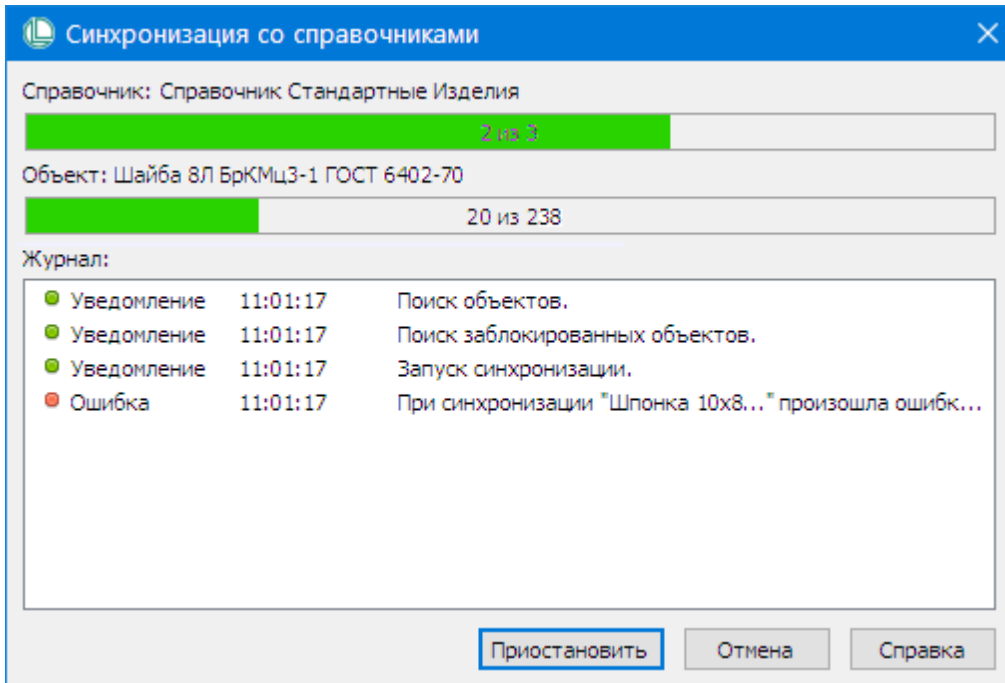 Синхронизация со справочниками
Справочник: Справочник Стандартные Изделия
2 из 3
Объект: Шайба 8Л БрКМц3-1 ГОСТ 6402-70
20 из 238
Журнал:
Уведомление 11:01:17 Поиск объектов.
Уведомление 11:01:17 Поиск заблокированных объектов.
Уведомление 11:01:17 Запуск синхронизации.
Ошибка 11:01:17 При синхронизации "Шпонка 10x8..." произошла ошибк...
Приостановить Отмена Справка